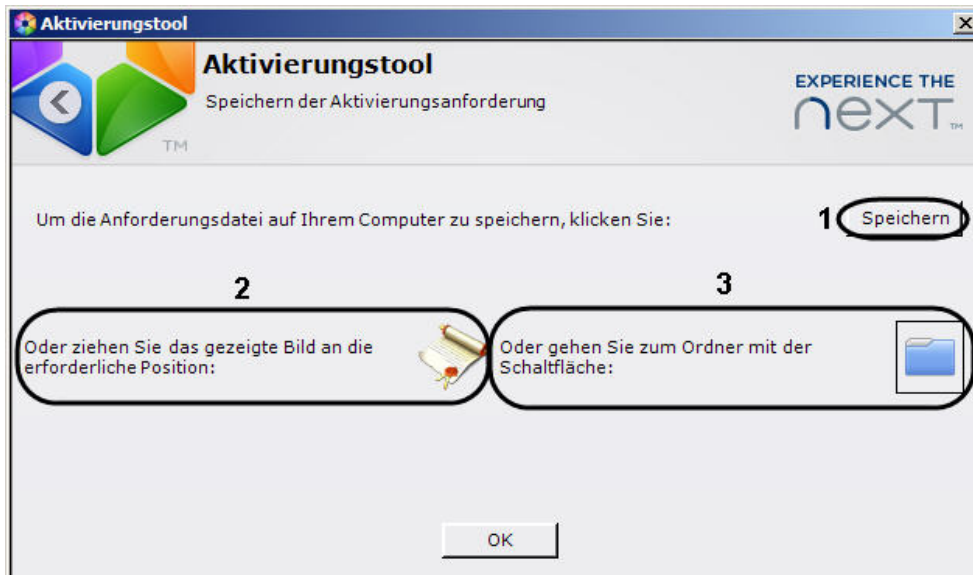 Aktivierungstool
Aktivierungstool
Speichern der Aktivierungsanforderung
EXPERIENCE THE
next™
TM
Um die Anforderungsdatei auf Ihrem Computer zu speichern, klicken Sie:
1
Speichern
2
3
Oder ziehen Sie das gezeigte Bild an die
erforderliche Position:
Oder gehen Sie zum Ordner mit der
Schaltfläche:
OK